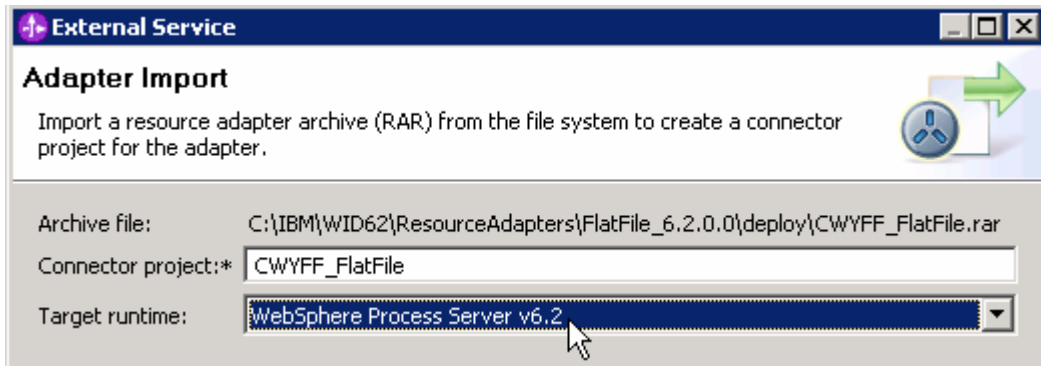 External Service
Adapter Import
Import a resource adapter archive (RAR) from the file system to create a connector
project for the adapter.
Archive file: C:\IBM\WID62\ResourceAdapters\FlatFile_6.2.0.0\deploy\CWYFF_FlatFile.rar
Connector project:* CWYFF_FlatFile
Target runtime: WebSphere Process Server v6.2